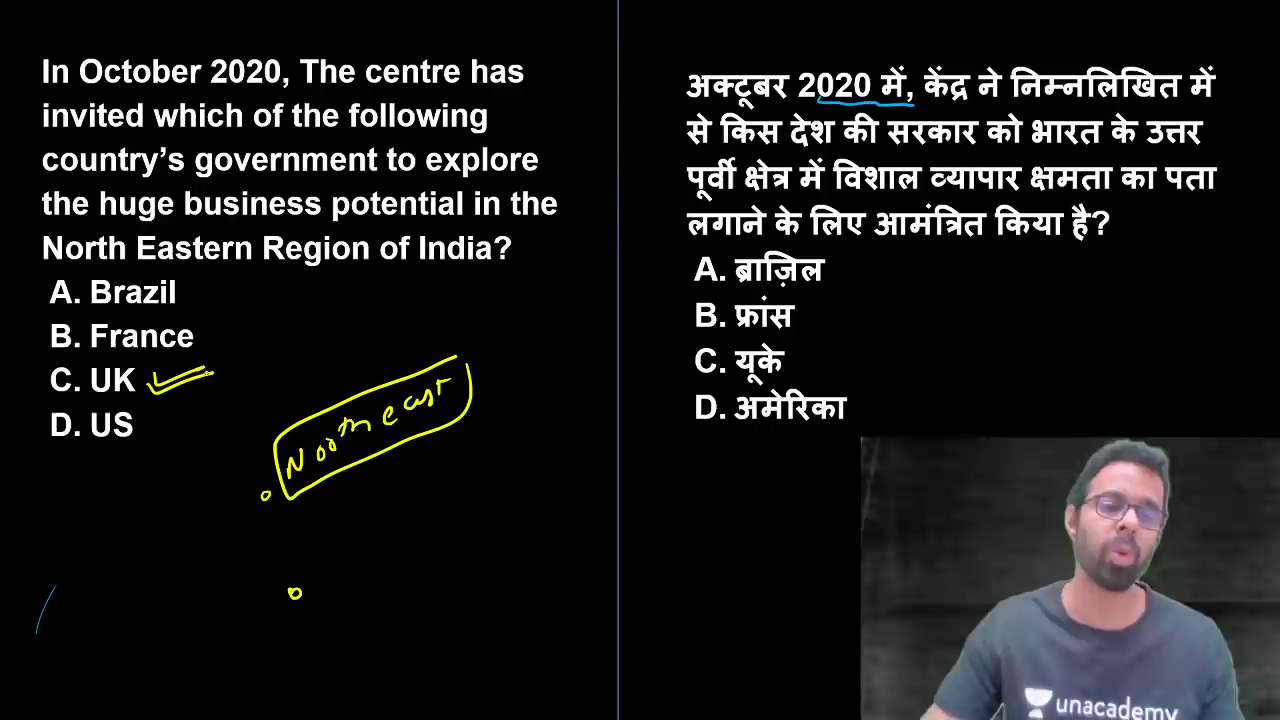 In October 2020, The centre has
invited which of the following
country's government to explore
the huge business potential in the
North Eastern Region of India?
A. Brazil
B. France
C. UK
D. US
North east
अक्टूबर 2020 में, केंद्र ने निम्नलिखित में
से किस देश की सरकार को भारत के उत्तर
पूर्वी क्षेत्र में विशाल व्यापार क्षमता का पता
लगाने के लिए आमंत्रित किया है?
A. ब्राज़िल
B. फ्रांस
C. यूके
D. अमेरिका
unacademy